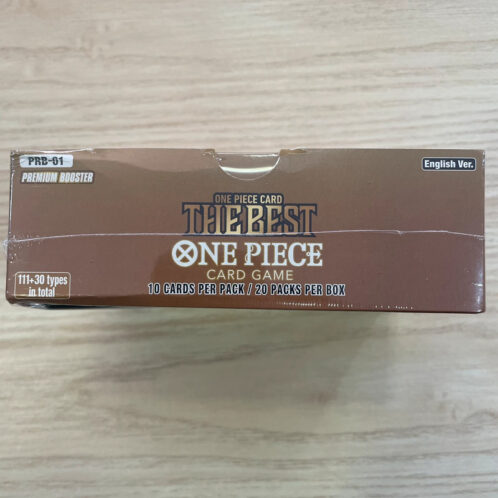 PRB-01
PREMIUM BOOSTER
English Ver.
ONE PIECE CARD
THE BEST
ONE PIECE
CARD GAME
111+30 types
in total
10 CARDS PER PACK / 20 PACKS PER BOX